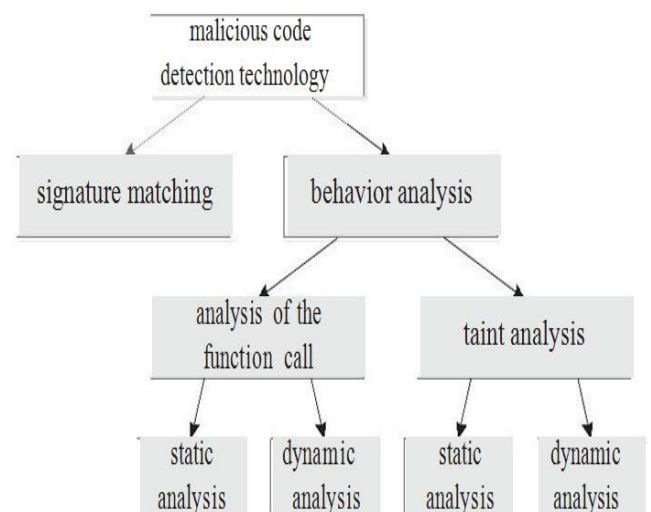 malicious code
detection technology
signature matching
behavior analysis
analysis of the
function call
taint analysis
static
analysis
dynamic
analysis
static
analysis
dynamic
analysis